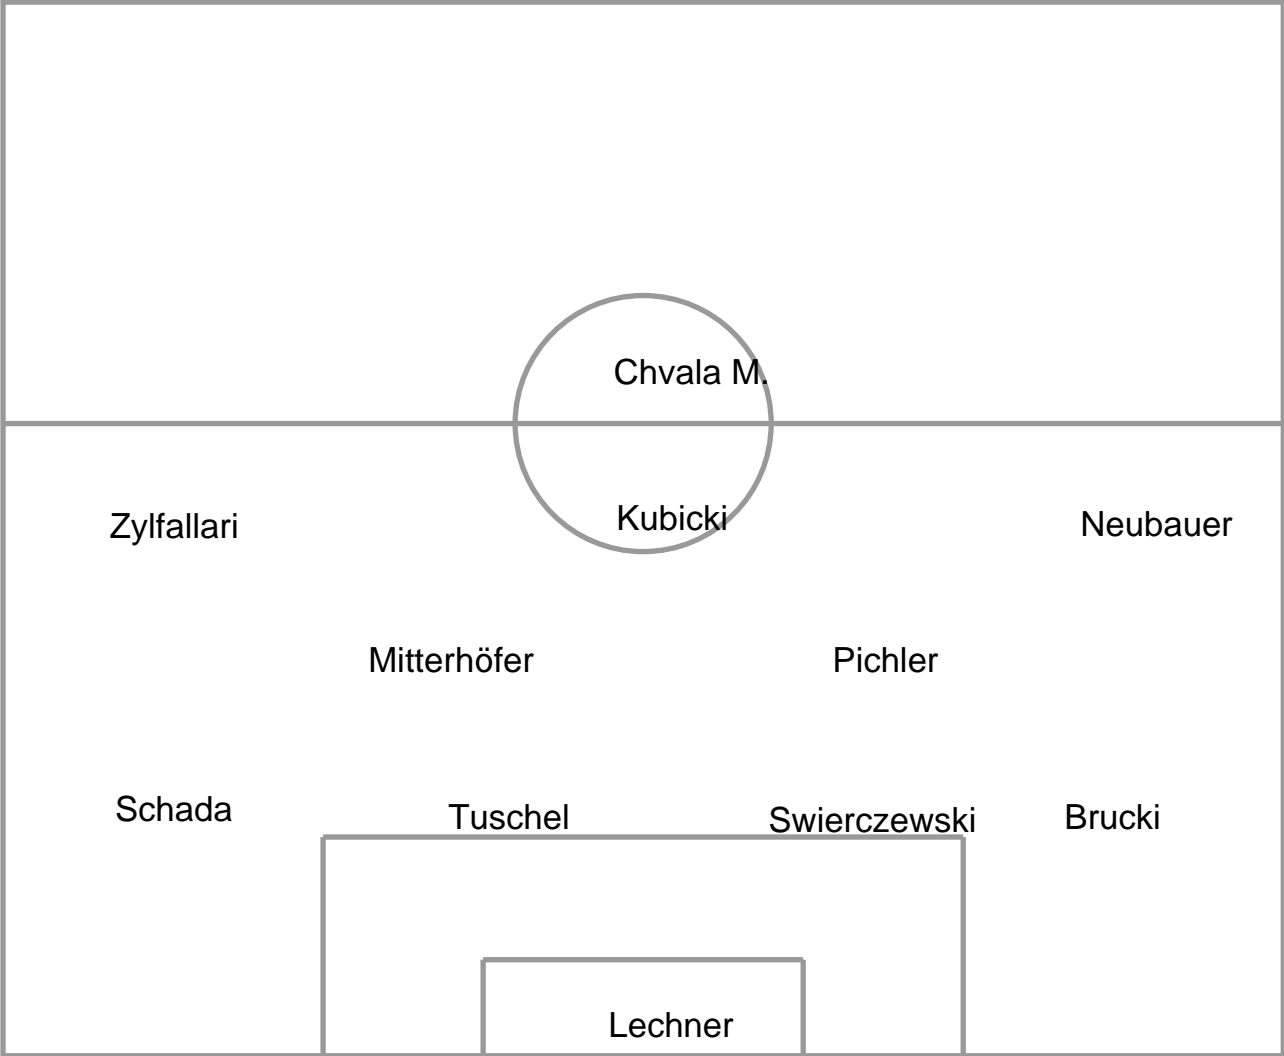 Chvala M.
Zylfallari Kubicki Neubauer
Mitterhöfer Pichler
Schada Tuschel Swierczewski Brucki
Lechner